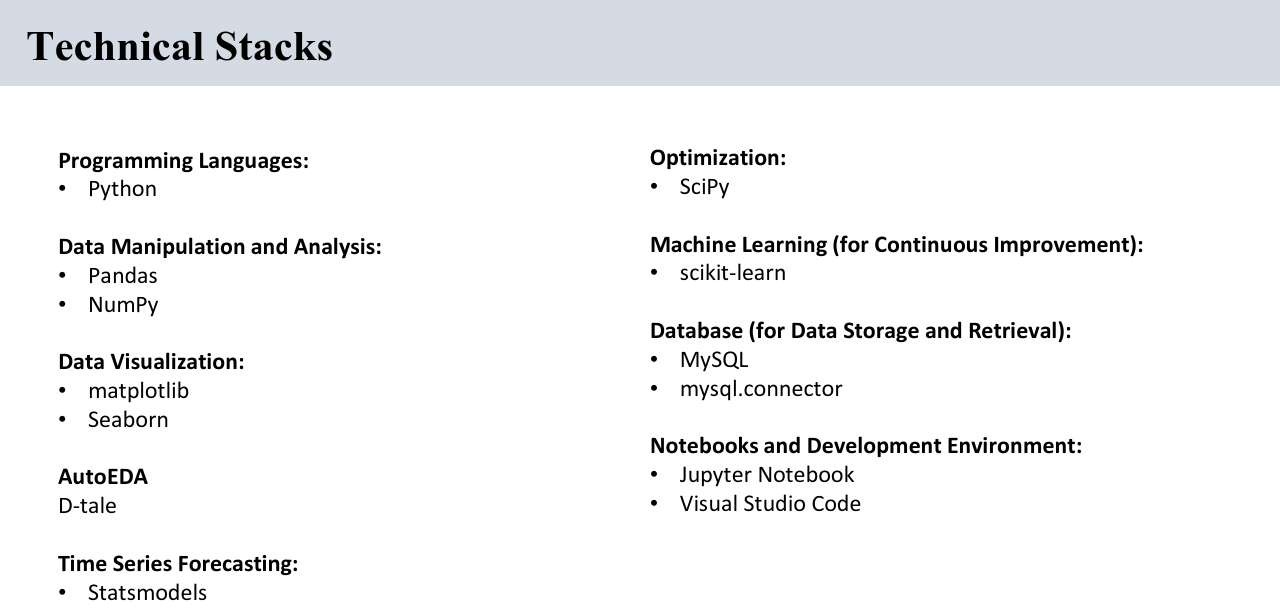 Technical Stacks
Programming Languages:
• Python
Data Manipulation and Analysis:
• Pandas
• NumPy
Data Visualization:
• matplotlib
• Seaborn
AutoEDA
D-tale
Time Series Forecasting:
• Statsmodels
Optimization:
• SciPy
Machine Learning (for Continuous Improvement):
• scikit-learn
Database (for Data Storage and Retrieval):
• MySQL
• mysql.connector
Notebooks and Development Environment:
• Jupyter Notebook
• Visual Studio Code